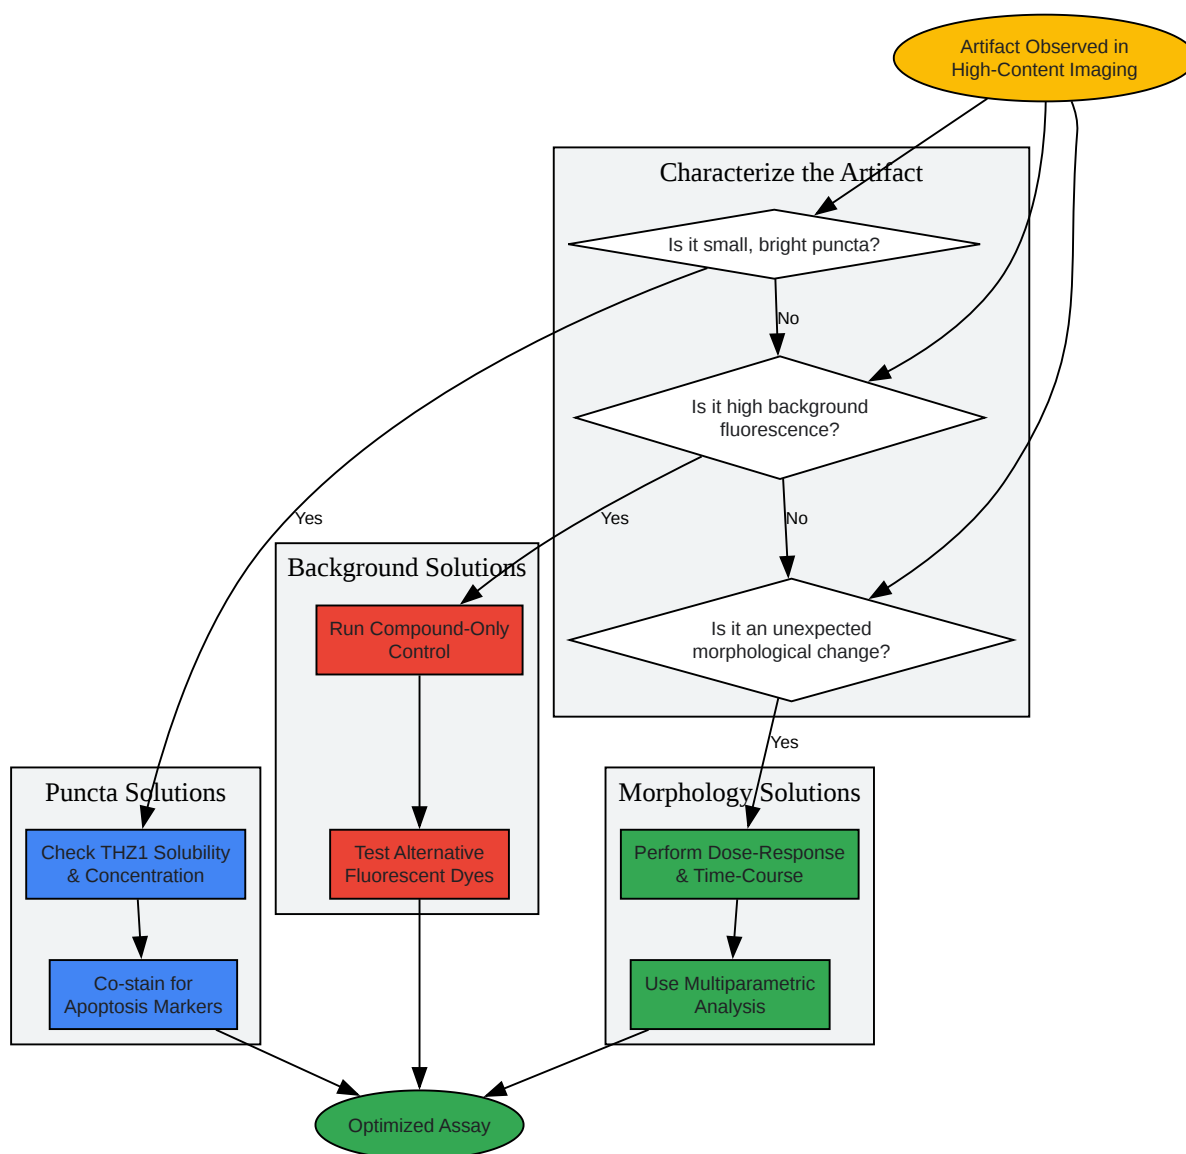 Artifact Observed in
High-Content Imaging
Characterize the Artifact
Is it small, bright puncta?
No
Is it high background
fluorescence?
Yes
Yes
No
Background Solutions
Run Compound-Only
Control
Is it an unexpected
morphological change?
Yes
Puncta Solutions
Morphology Solutions
Check THZ1 Solubility
& Concentration
Test Alternative
Fluorescent Dyes
Perform Dose-Response
& Time-Course
Co-stain for
Apoptosis Markers
Use Multiparametric
Analysis
Optimized Assay